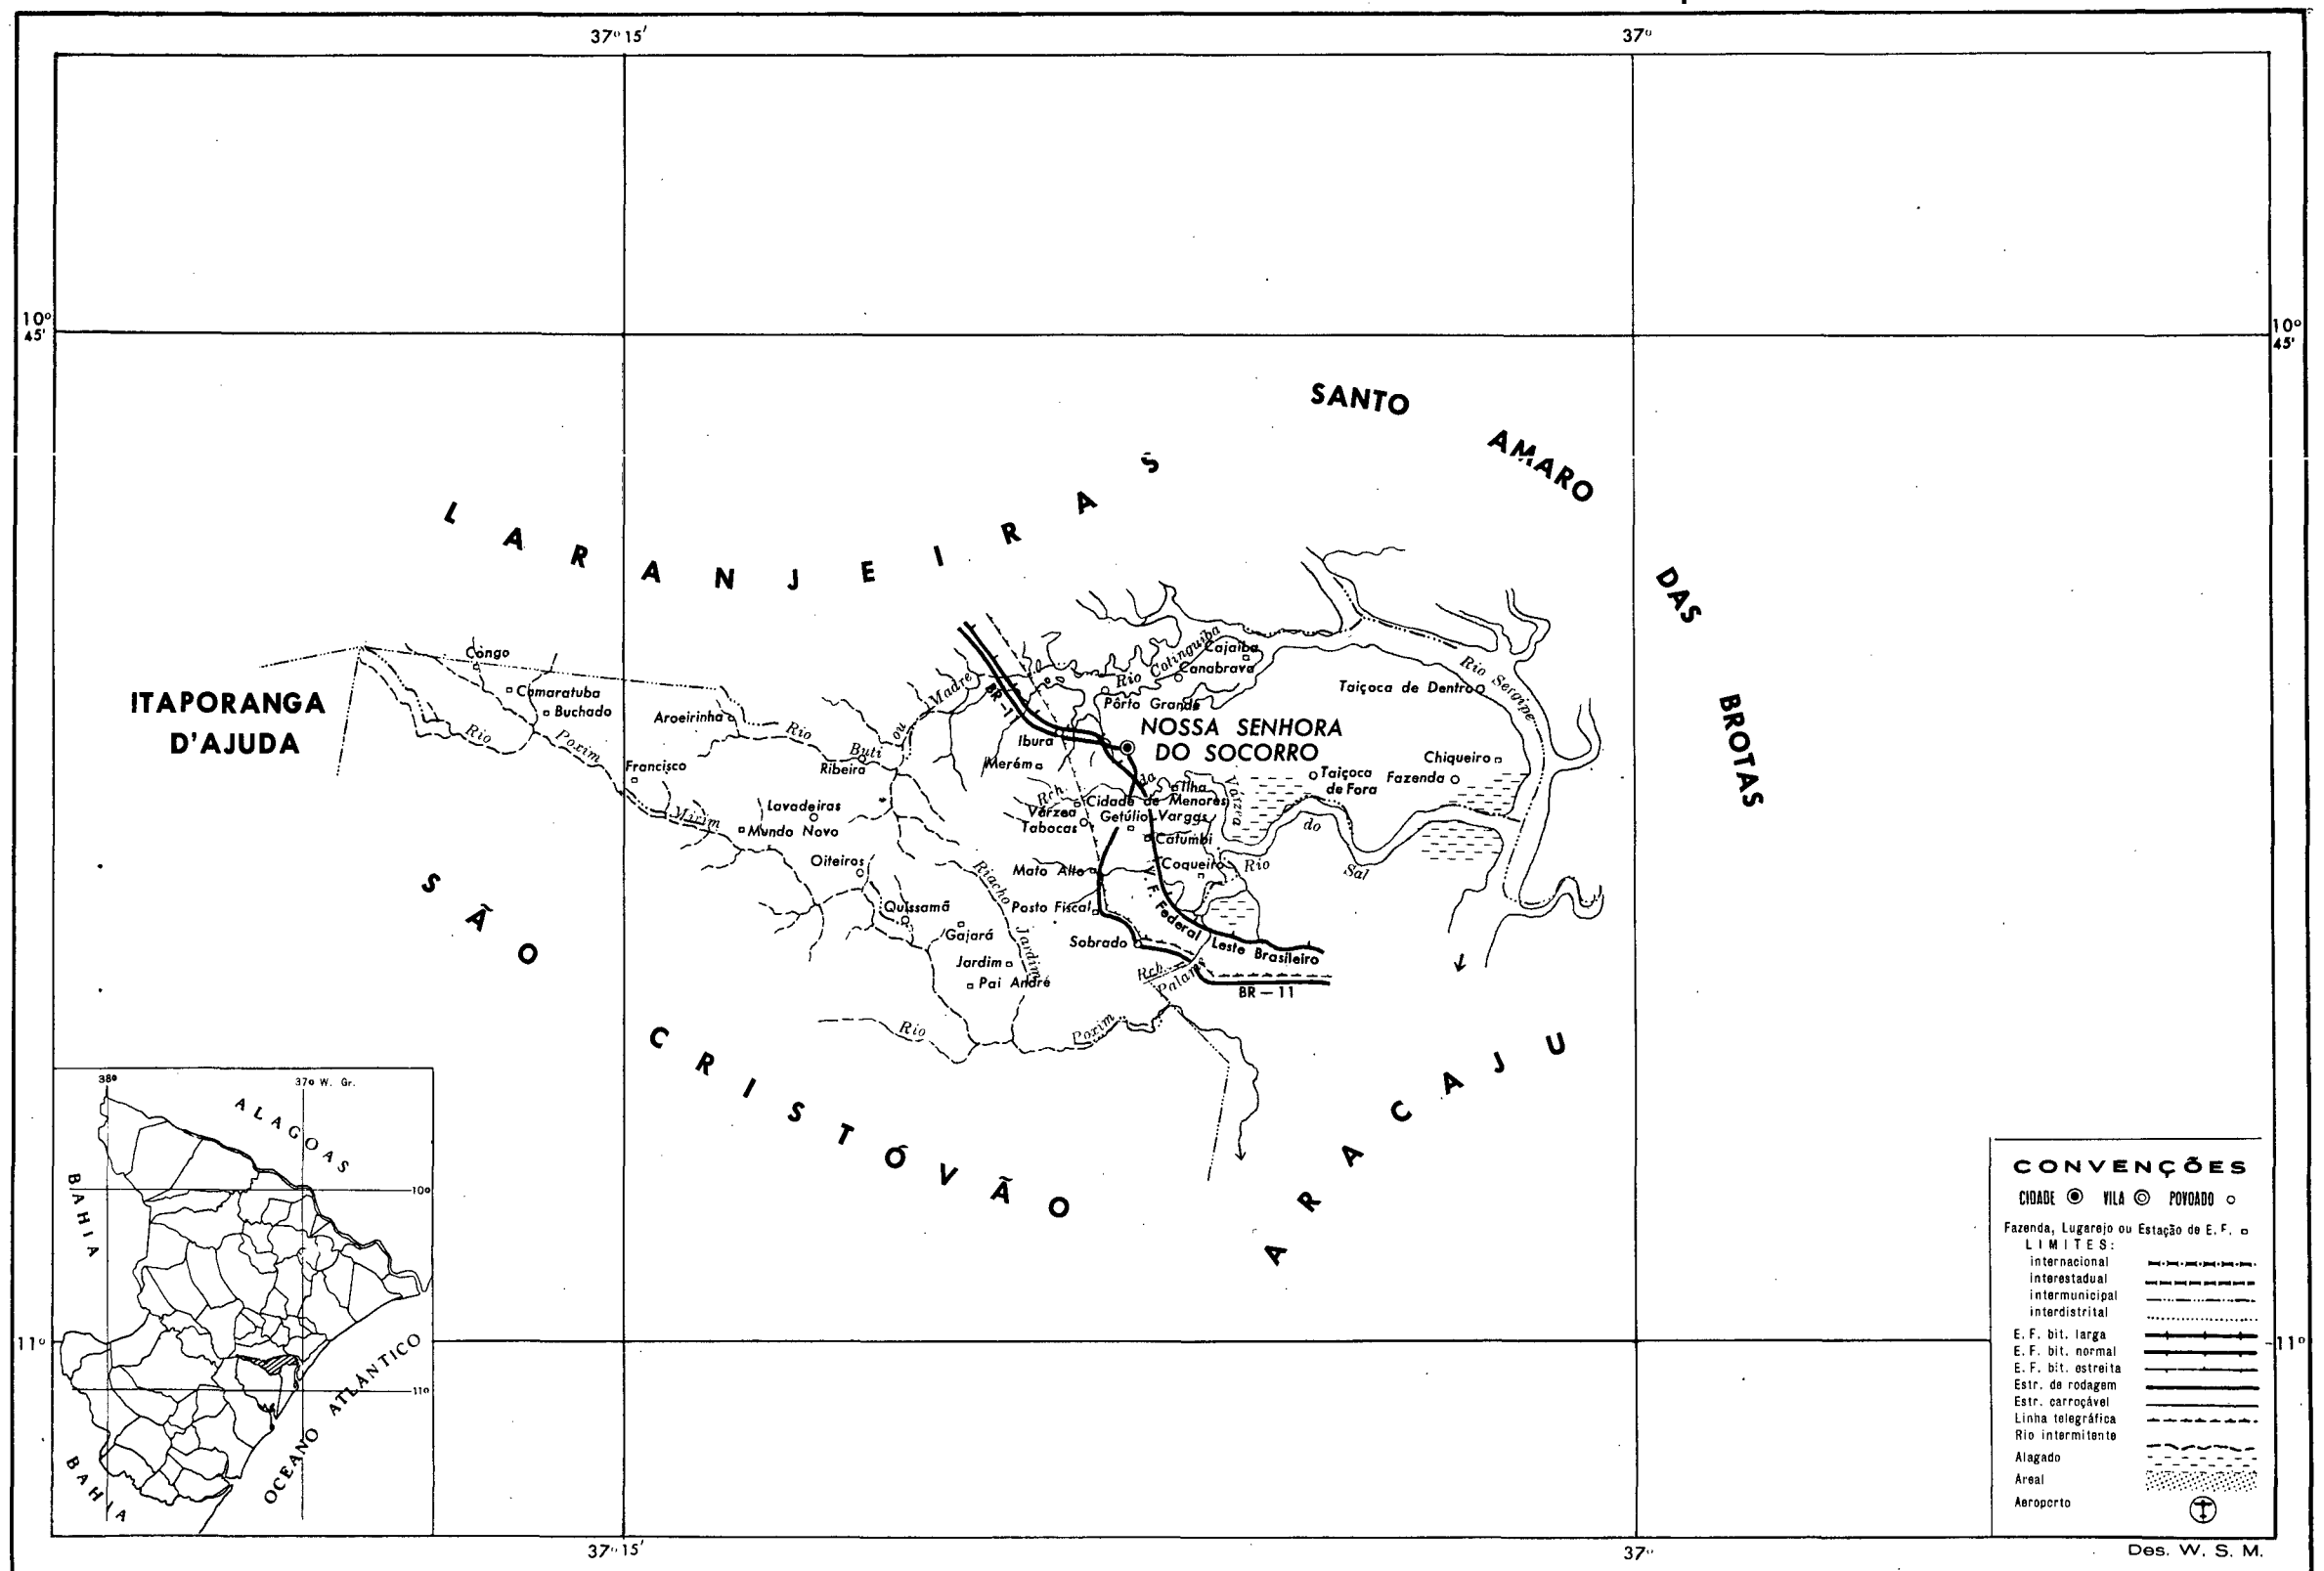 37° 15'
37°
10°
45'
10°
45'
SANTO
AMARO
DAS
BROTAS
LARANJEIRAS
ITAPORANGA
D'AJUDA
SÃO
CRISTÓVÃO
ARACAJU
NOSSA SENHORA
DO SOCORRO
Congo
Camaratuba
Buchado
Aroeirinha
Rio
Poxim
Mirim
Francisco
Lavadeiras
Mundo Novo
Oiteiros
Quissamã
Gajará
Jardim
Pai André
Rio
Buti
ou
Madre
Ribeira
Riacho
Jardim
BR-11
Ibura
Merém
Rio Cotinguiba
Cajaiba
Canabrava
Pôrto Grande
Taiçoca de Dentro
Rio Sergipe
Chiqueiro
Fazenda
Taiçoca
de Fora
Rch.
da
Várzea
Ilha
Cidade de Menores
Getúlio Vargas
Várzea
Tabocas
Catumbi
Coqueiro
Rio
do
Sal
Mato Alto
Posto Fiscal
Sobrado
V. F. Federal Leste Brasileiro
Rch.
Palame
BR-11
Rio
Poxim
38°
37° W. Gr.
ALAGOAS
BAHIA
10°
11°
OCEANO ATLÂNTICO
BAHIA
11°
11°
CONVENÇÕES
CIDADE VILA POVOADO
Fazenda, Lugarejo ou Estação de E. F.
LIMITES:
internacional
interestadual
intermunicipal
interdistrital
E. F. bit. larga
E. F. bit. normal
E. F. bit. estreita
Estr. de rodagem
Estr. carroçável
Linha telegráfica
Rio intermitente
Alagado
Areal
Aeroporto
37° 15'
37°
Des. W. S. M.